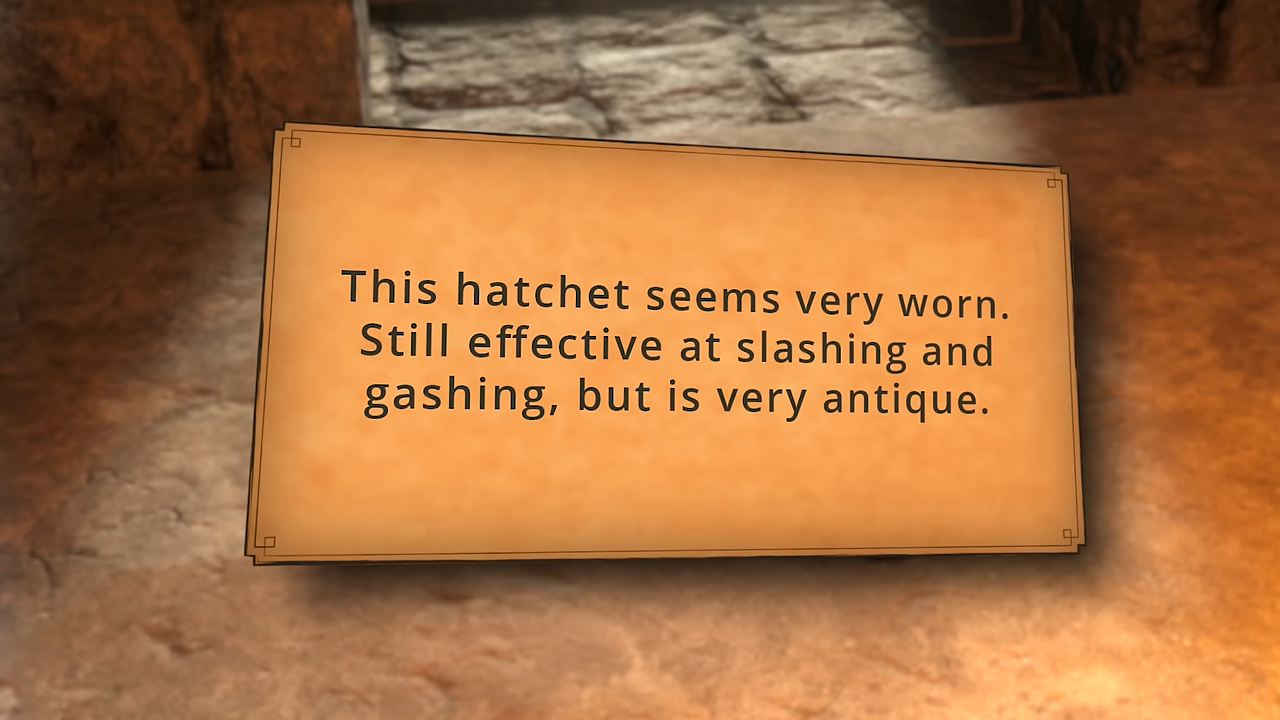 This hatchet seems very worn.
Still effective at slashing and
gashing, but is very antique.